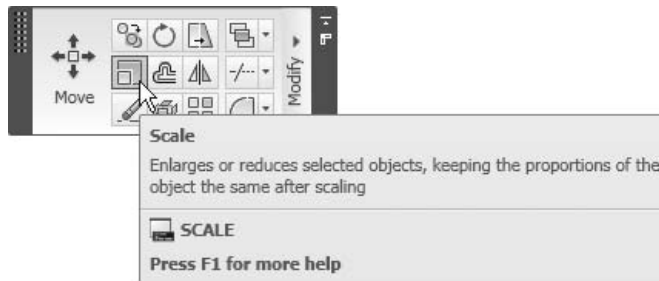 Move
Modify
Scale
Enlarges or reduces selected objects, keeping the proportions of the
object the same after scaling
SCALE
Press F1 for more help